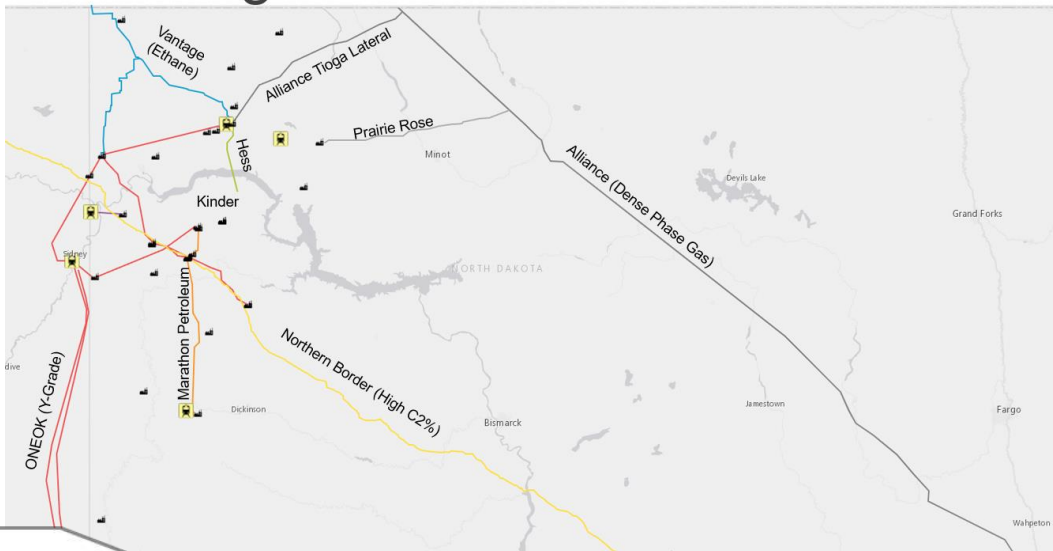 Vantage
(Ethane)
Alliance Tioga Lateral
Prairie Rose
Hess
Minot
Alliance (Dense Phase Gas)
Devils Lake
Grand Forks
Kinder
Sidney
NORTH DAKOTA
Marathon Petroleum
Northern Border (High C2%)
ONEOK (Y-Grade)
dive
Dickinson
Bismarck
Jamestown
Fargo
Wahpeton